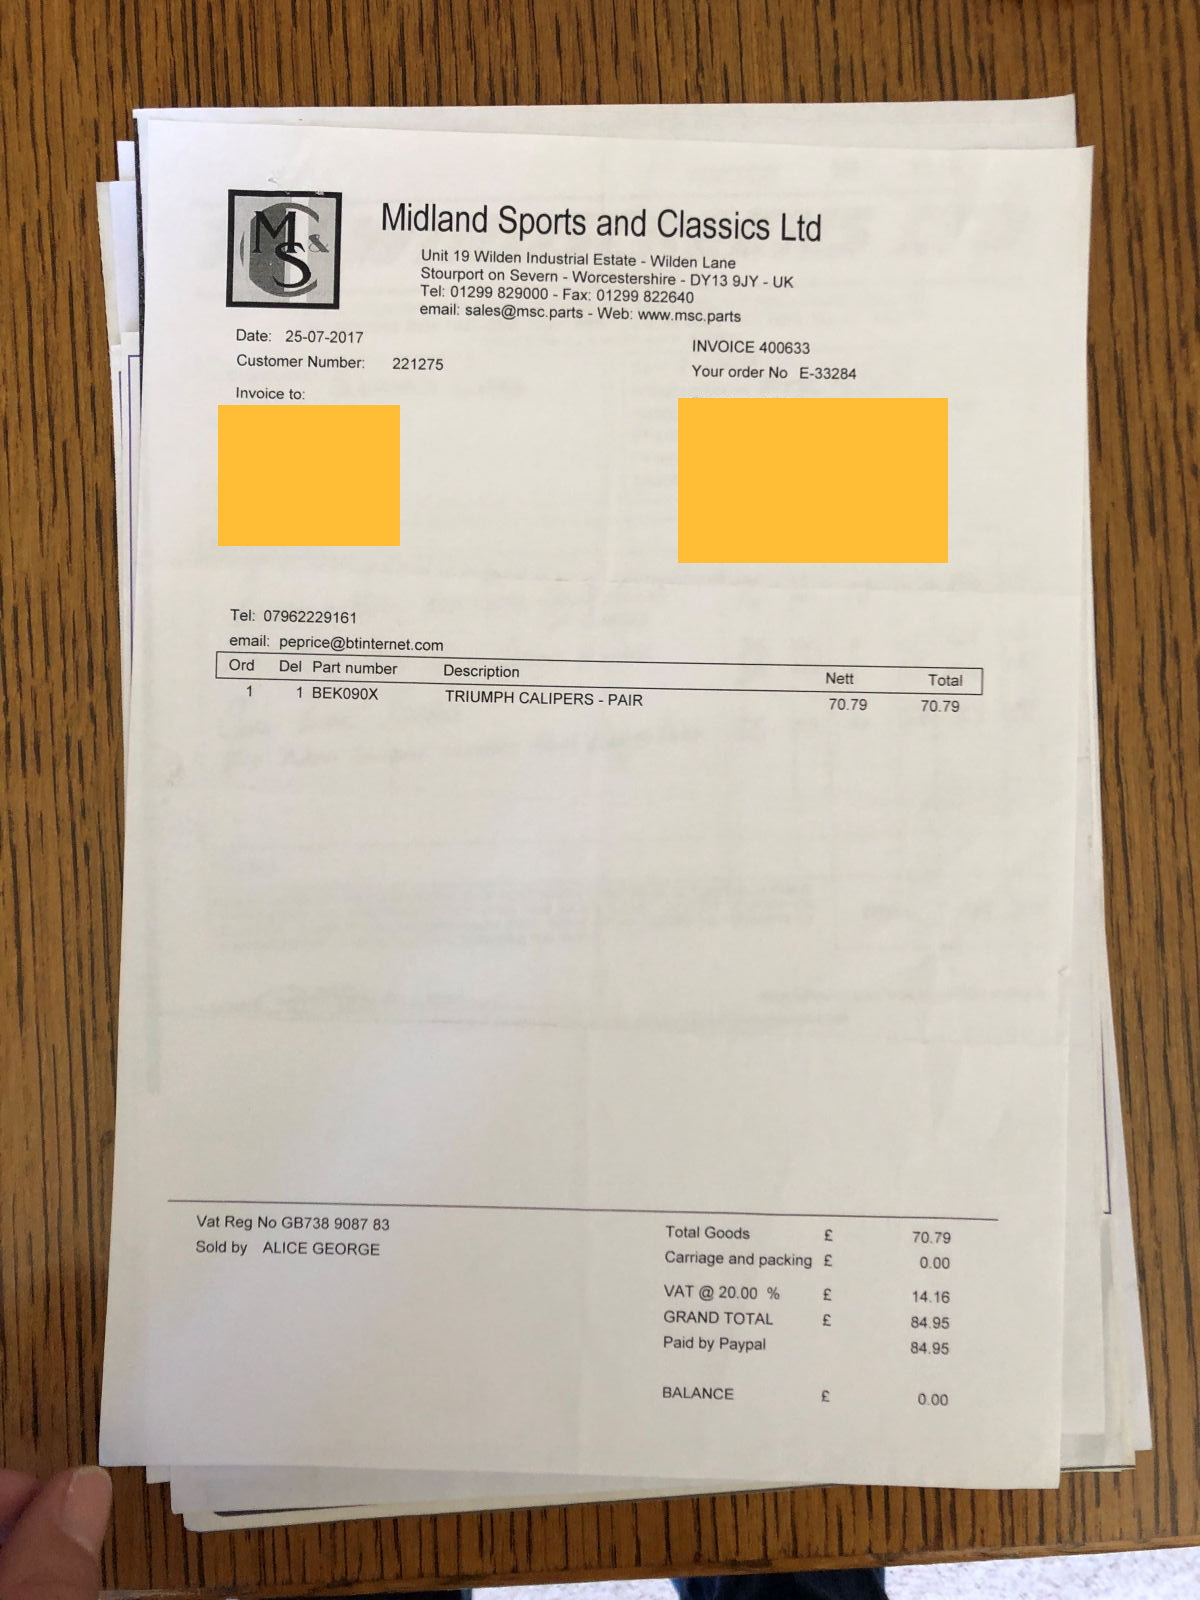 M&S
Midland Sports and Classics Ltd
Unit 19 Wilden Industrial Estate - Wilden Lane
Stourport on Severn - Worcestershire - DY13 9JY - UK
Tel: 01299 829000 - Fax: 01299 822640
email: sales@msc.parts - Web: www.msc.parts
Date: 25-07-2017
INVOICE 400633
Customer Number: 221275
Your order No E-33284
Invoice to:
Tel: 07962229161
email: peprice@btinternet.com
Ord Del Part number Description Nett Total
1 1 BEK090X TRIUMPH CALIPERS - PAIR 70.79 70.79
Vat Reg No GB738 9087 83
Sold by ALICE GEORGE
Total Goods £ 70.79
Carriage and packing £ 0.00
VAT @ 20.00 % £ 14.16
GRAND TOTAL £ 84.95
Paid by Paypal 84.95
BALANCE £ 0.00